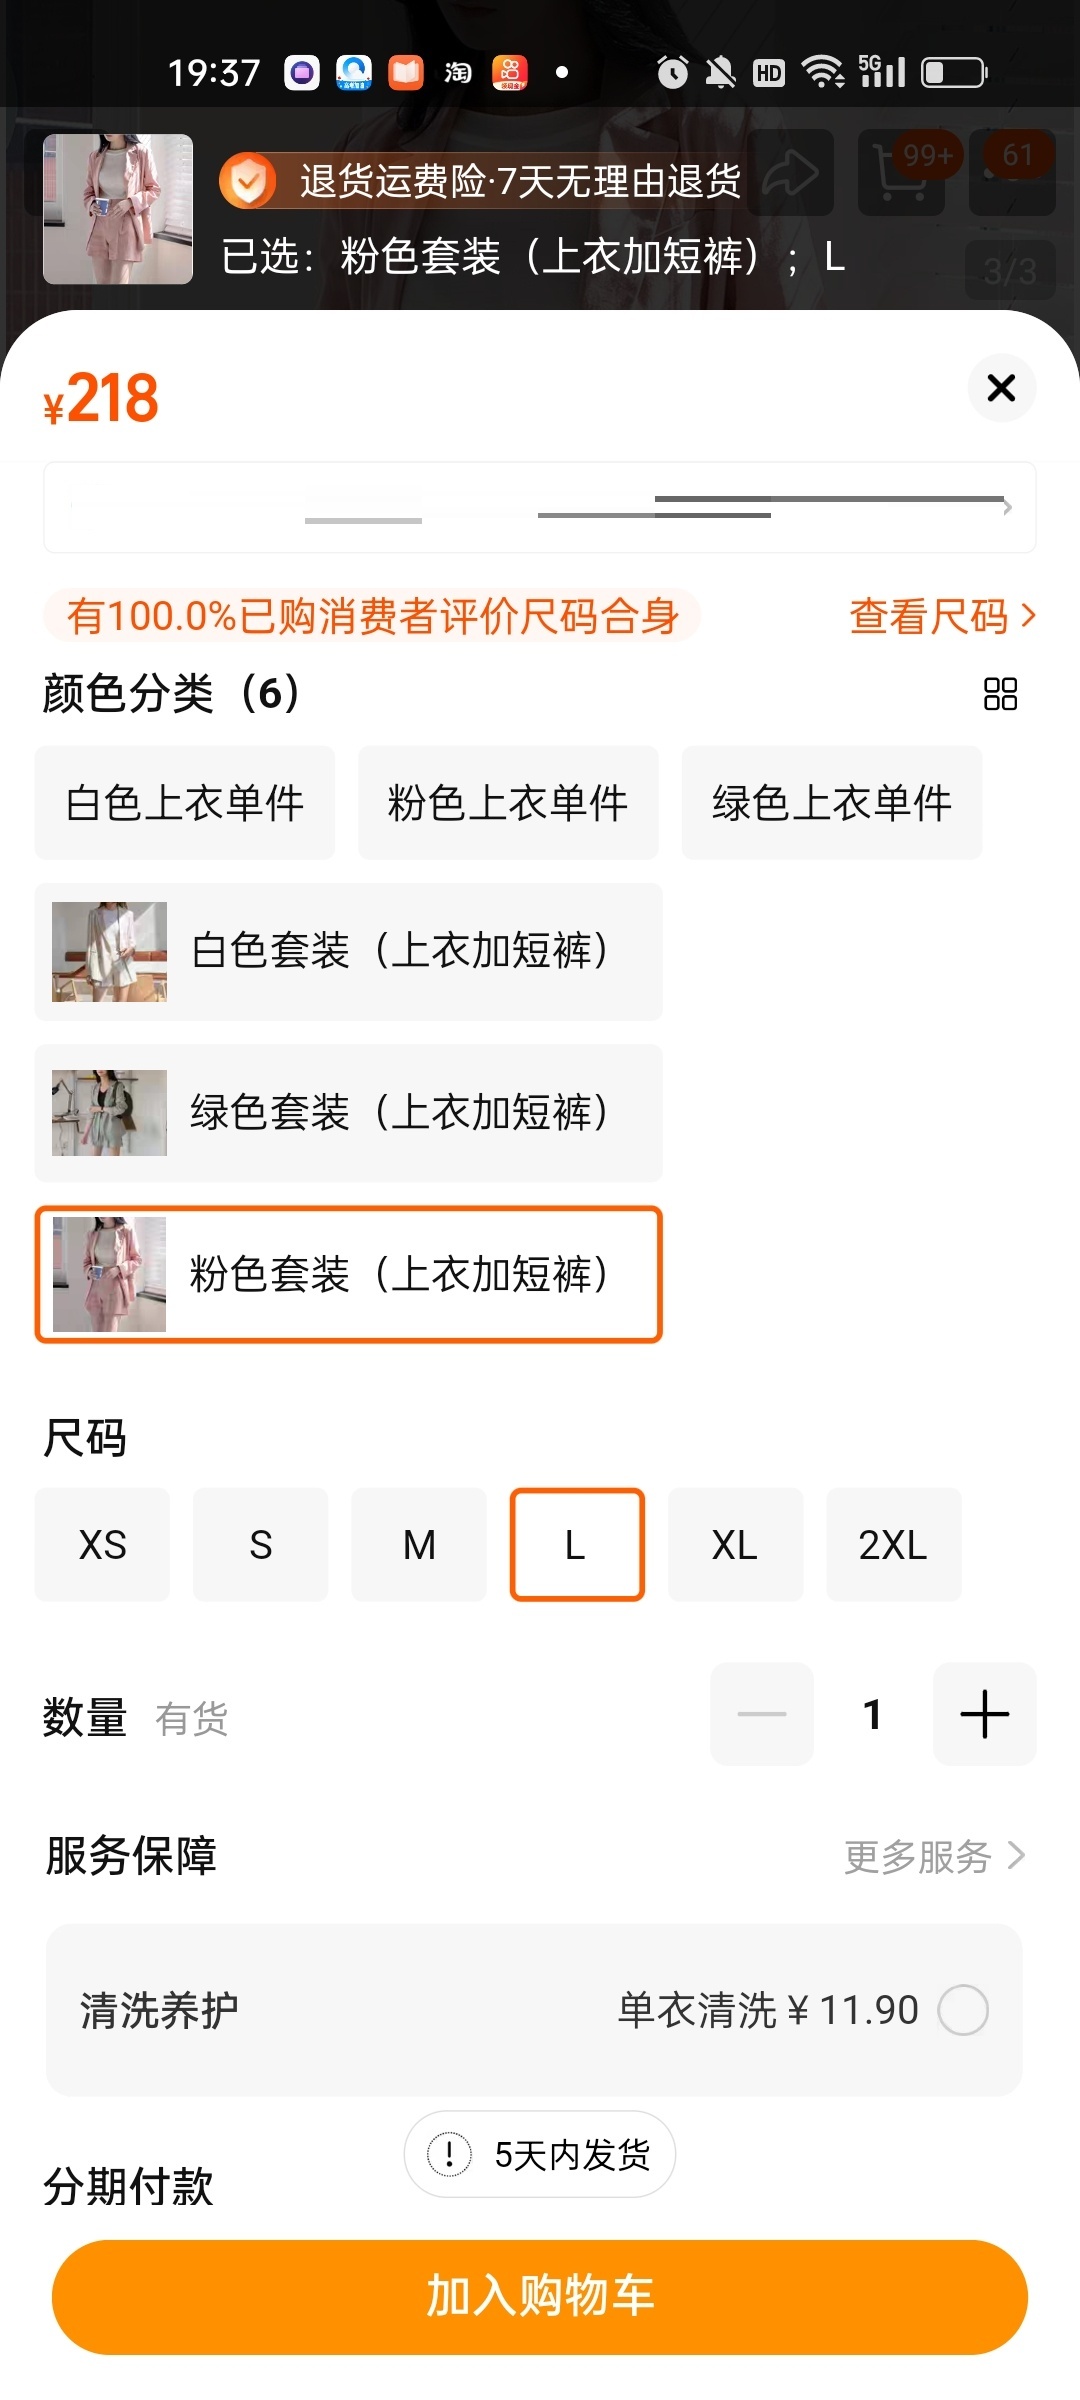 19:37 淘 HD 5G
退货运费险·7天无理由退货
99+
61
已选：粉色套装（上衣加短裤）；L
3/3
¥218
有100.0%已购消费者评价尺码合身
查看尺码
颜色分类（6）
白色上衣单件
粉色上衣单件
绿色上衣单件
白色套装（上衣加短裤）
绿色套装（上衣加短裤）
粉色套装（上衣加短裤）
尺码
XS
S
M
L
XL
2XL
数量 有货
1
服务保障
更多服务
清洗养护
单衣清洗 ¥ 11.90
5天内发货
分期付款
加入购物车